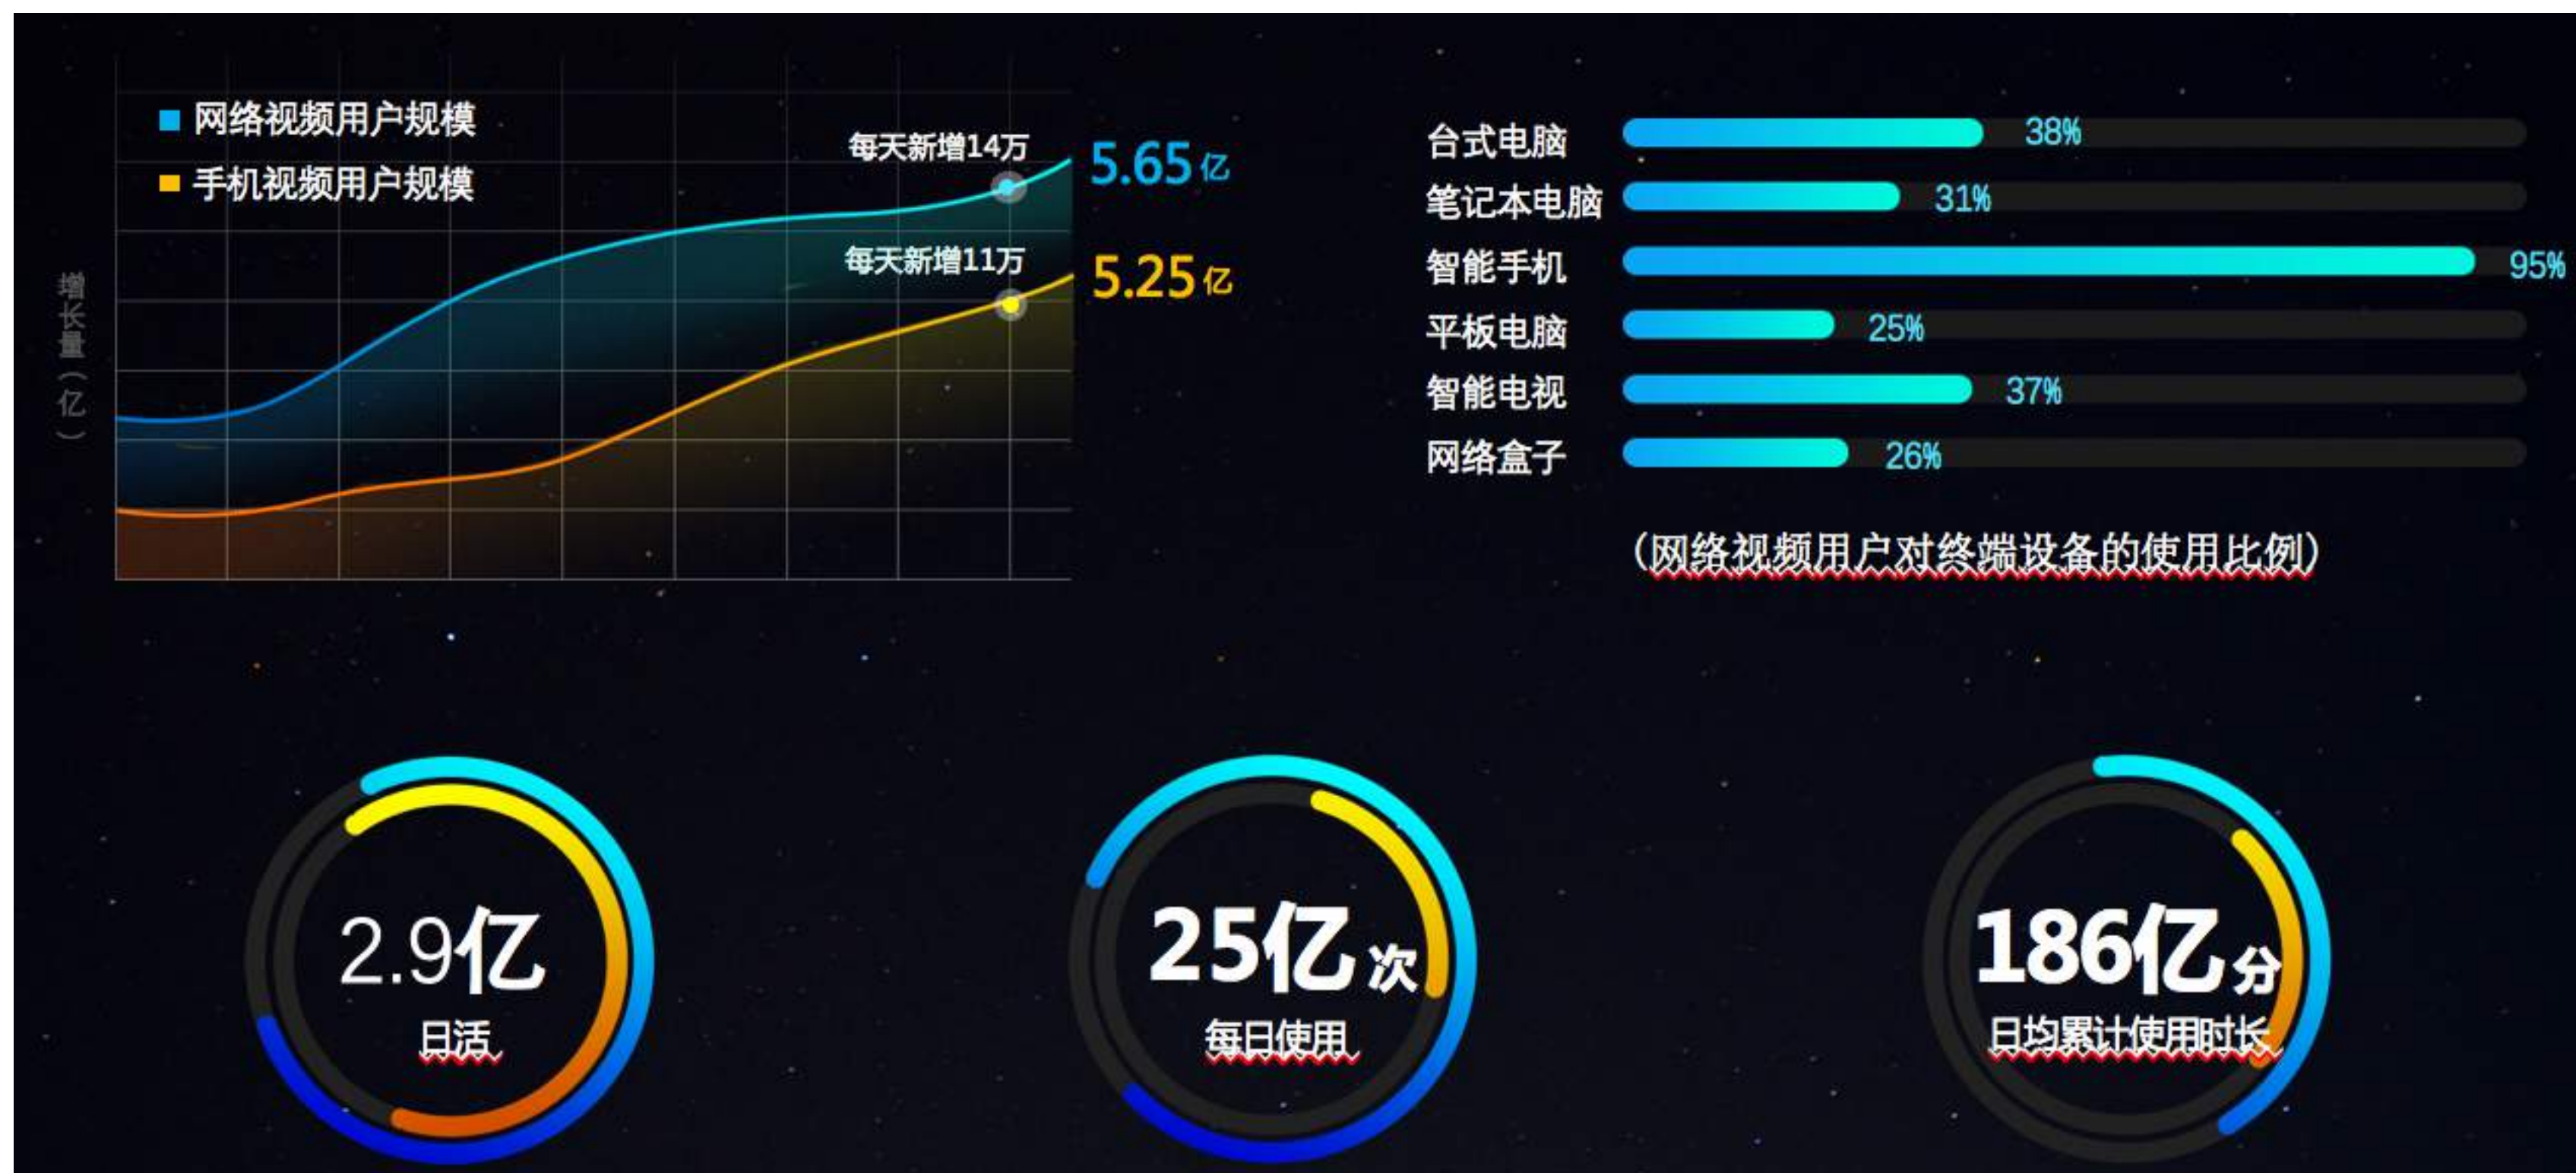 网络视频用户规模
手机视频用户规模
每天新增14万
5.65亿
每天新增11万
5.25亿
增长量(亿)
台式电脑 38%
笔记本电脑 31%
智能手机 95%
平板电脑 25%
智能电视 37%
网络盒子 26%
(网络视频用户对终端设备的使用比例)
2.9亿
日活
25亿次
每日使用
186亿分
日均累计使用时长